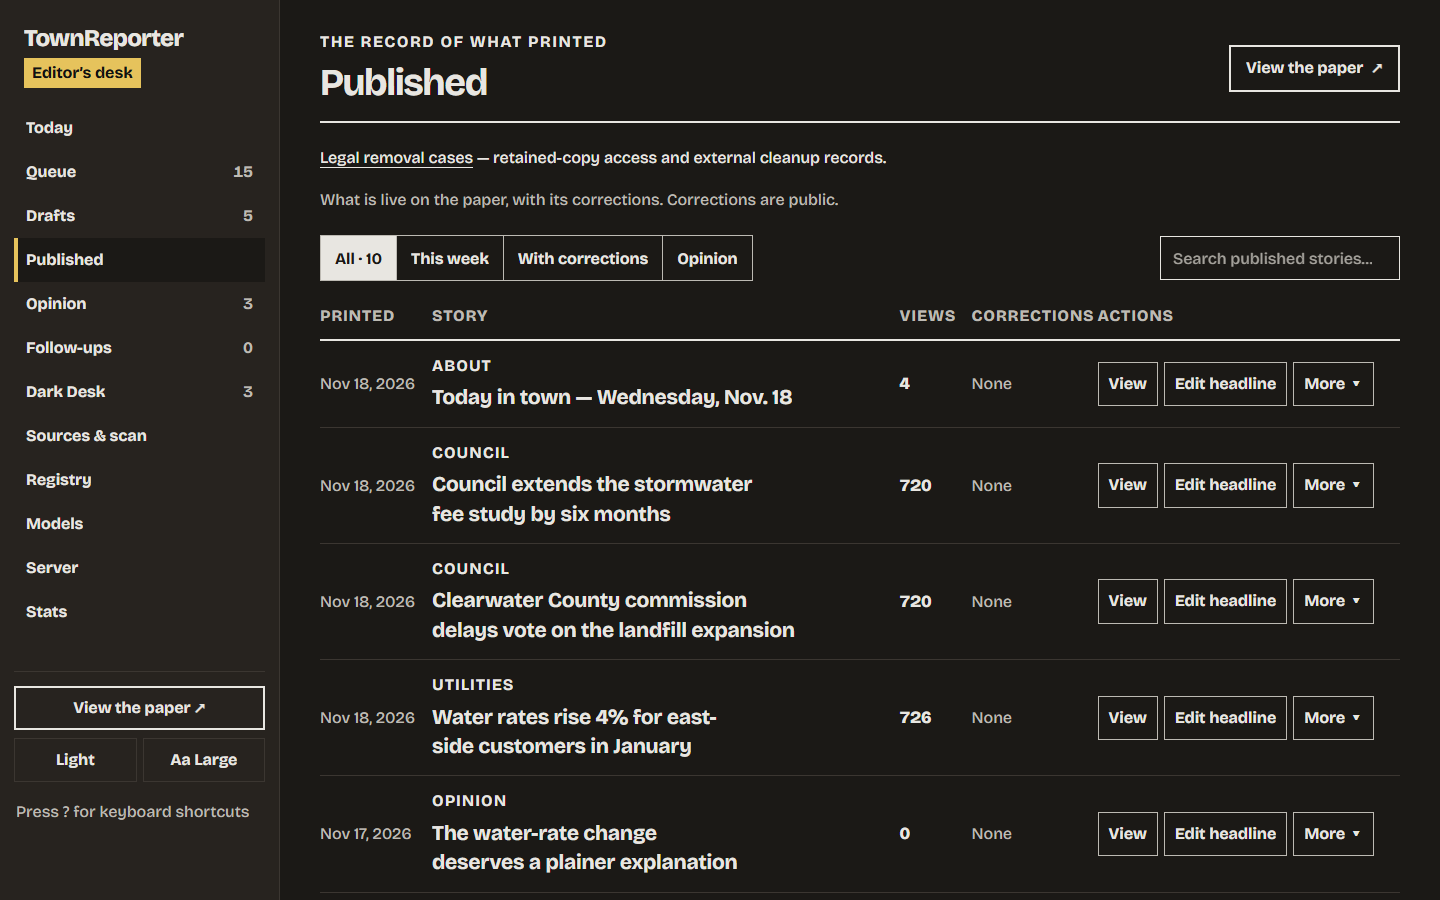 TownReporter
Editor's desk
Today
Queue 15
Drafts 5
Published
Opinion 3
Follow-ups 0
Dark Desk 3
Sources & scan
Registry
Models
Server
Stats
View the paper ↗
Light Aa Large
Press ? for keyboard shortcuts
THE RECORD OF WHAT PRINTED
Published
View the paper ↗
Legal removal cases — retained-copy access and external cleanup records.
What is live on the paper, with its corrections. Corrections are public.
All · 10 This week With corrections Opinion
Search published stories...
PRINTED STORY VIEWS CORRECTIONS ACTIONS
ABOUT
Nov 18, 2026 Today in town — Wednesday, Nov. 18 4 None View Edit headline More ▾
COUNCIL
Nov 18, 2026 Council extends the stormwater 720 None View Edit headline More ▾
fee study by six months
COUNCIL
Nov 18, 2026 Clearwater County commission 720 None View Edit headline More ▾
delays vote on the landfill expansion
UTILITIES
Nov 18, 2026 Water rates rise 4% for east- 726 None View Edit headline More ▾
side customers in January
OPINION
Nov 17, 2026 The water-rate change 0 None View Edit headline More ▾
deserves a plainer explanation